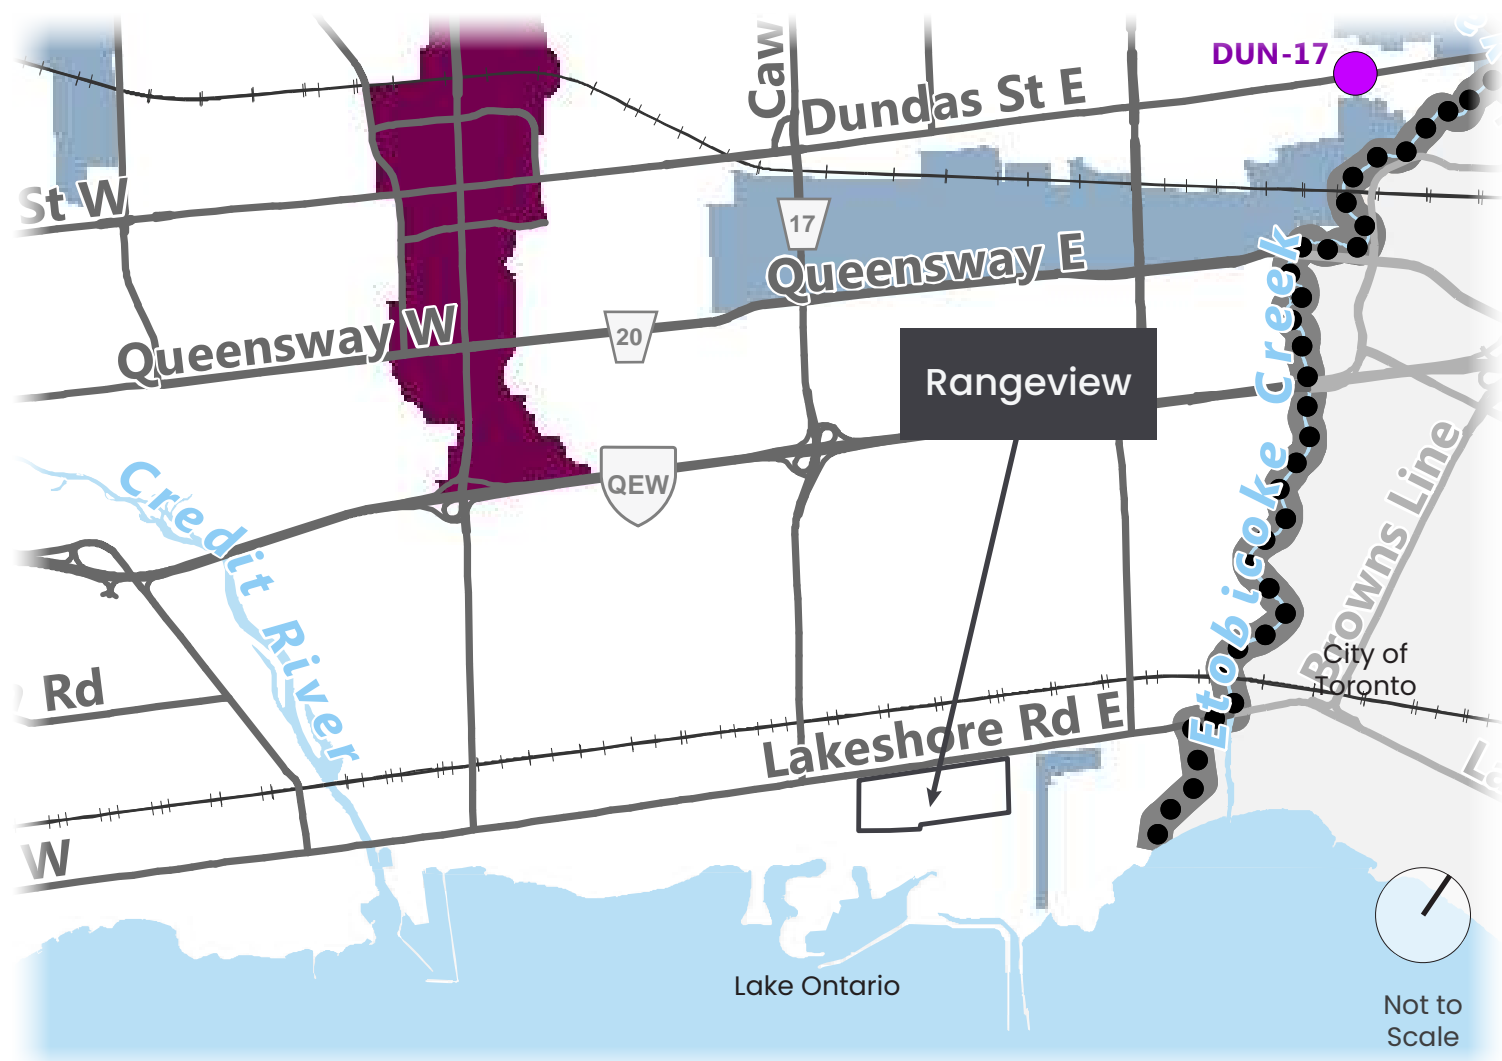 DUN-17
Caw
Dundas St E
St W
17
Queensway E
Queensway W
20
Rangeview
QEW
Credit River
Etobicoke Creek
Browns Line
City of
Toronto
Rd
Lakeshore Rd E
La
W
Lake Ontario
Not to
Scale